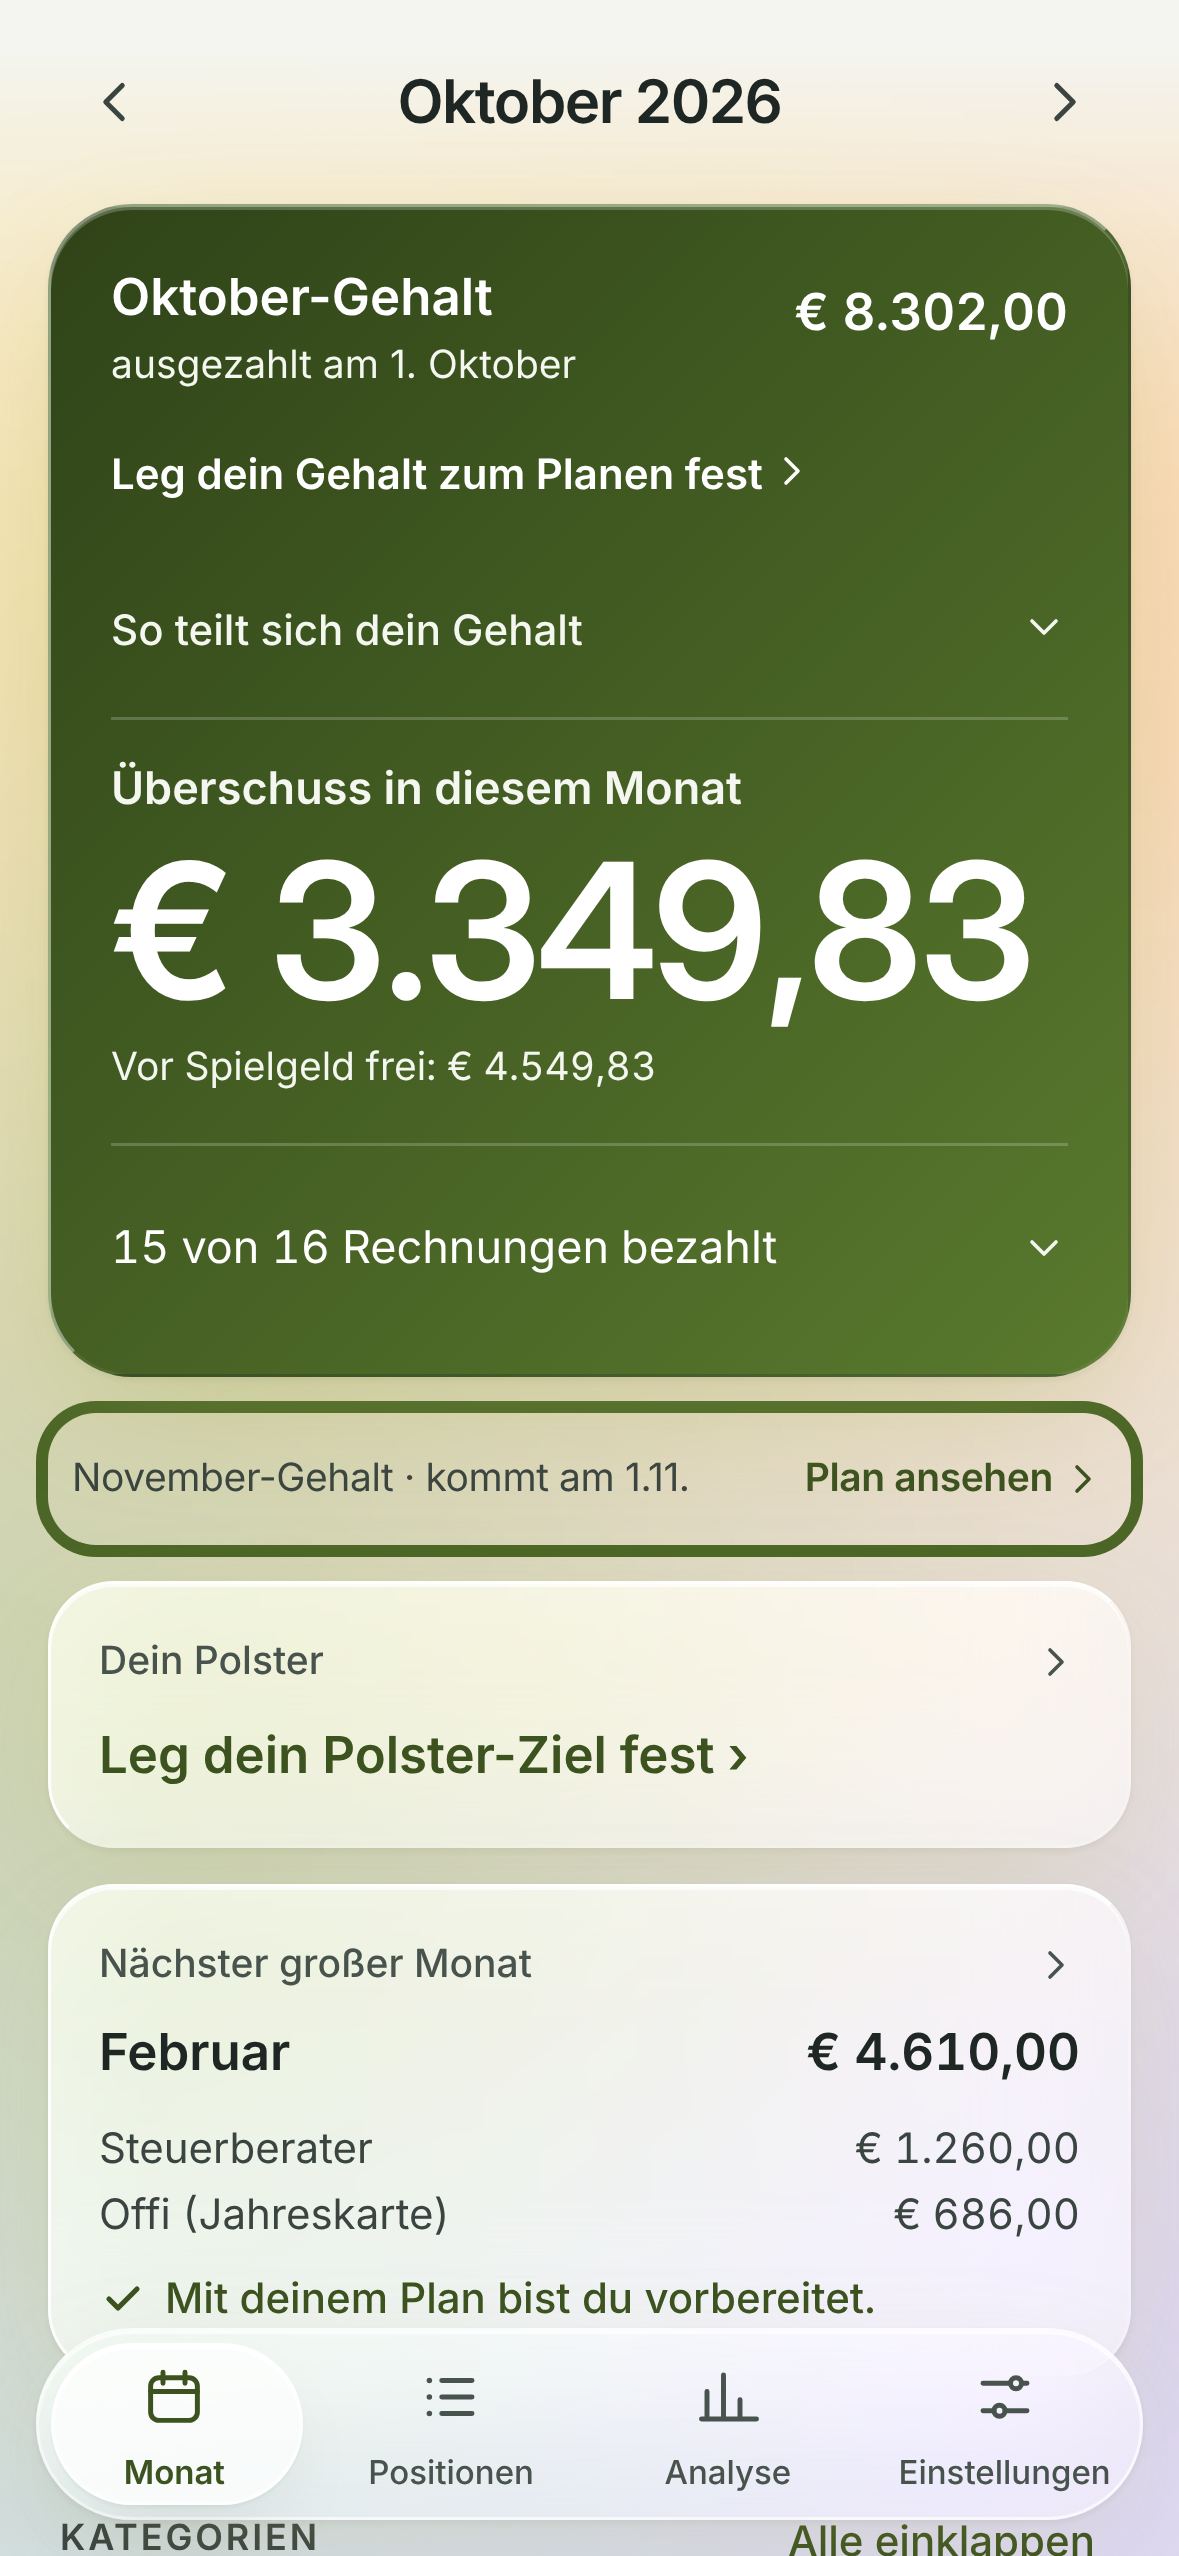 Oktober 2026
Oktober-Gehalt
€ 8.302,00
ausgezahlt am 1. Oktober
Leg dein Gehalt zum Planen fest
So teilt sich dein Gehalt
Überschuss in diesem Monat
€ 3.349,83
Vor Spielgeld frei: € 4.549,83
15 von 16 Rechnungen bezahlt
November-Gehalt · kommt am 1.11.
Plan ansehen
Dein Polster
Leg dein Polster-Ziel fest ›
Nächster großer Monat
Februar
€ 4.610,00
Steuerberater
€ 1.260,00
Offi (Jahreskarte)
€ 686,00
Mit deinem Plan bist du vorbereitet.
Monat
Positionen
Analyse
Einstellungen
KATEGORIEN
Alle einklappen